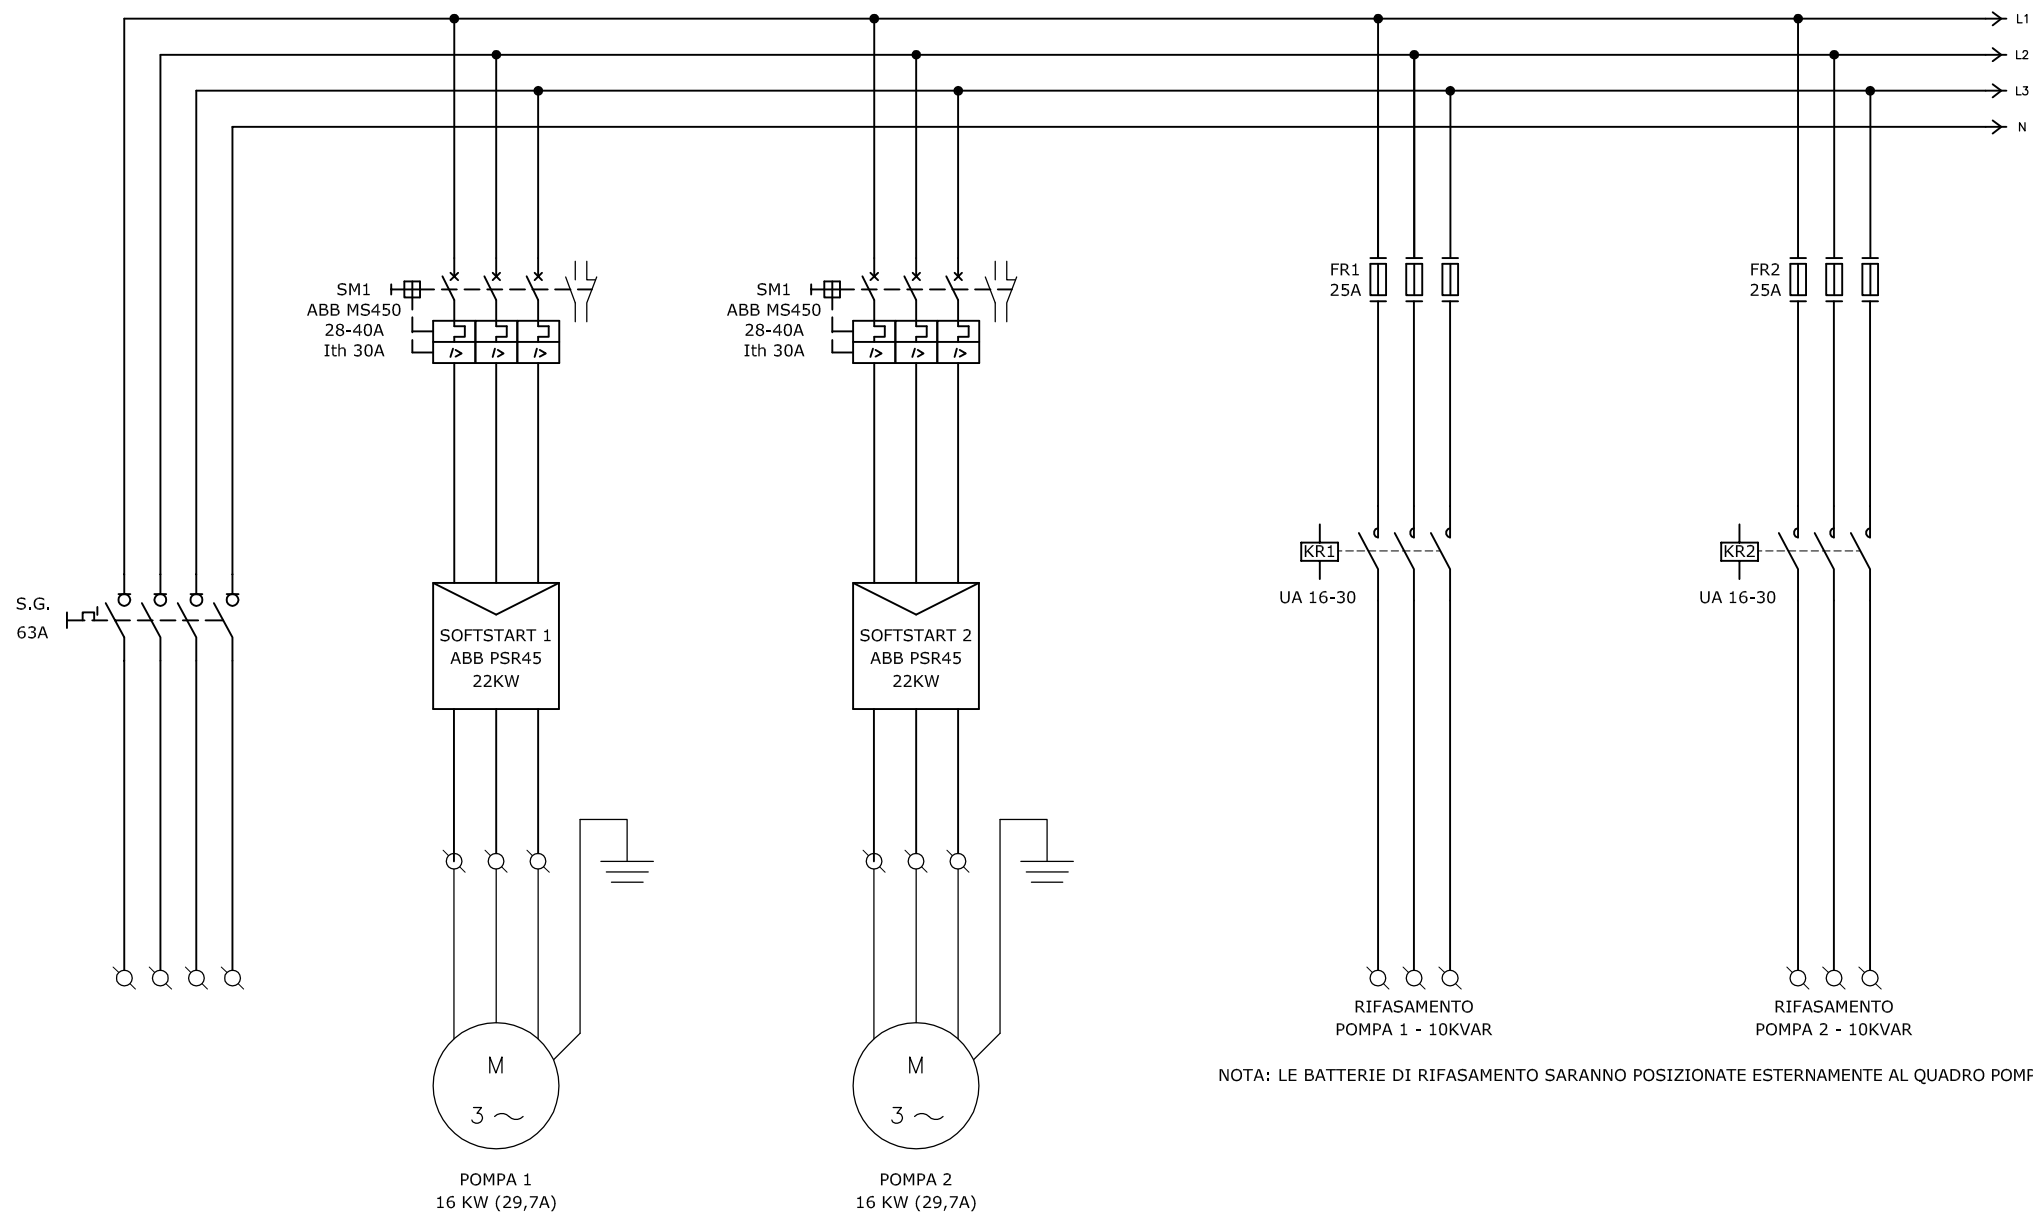 L1
L2
L3
N
SM1
ABB MS450
28-40A
Ith 30A
I>
I>
I>
SM1
ABB MS450
28-40A
Ith 30A
I>
I>
I>
FR1
25A
FR2
25A
KR1
UA 16-30
KR2
UA 16-30
S.G.
63A
SOFTSTART 1
ABB PSR45
22KW
SOFTSTART 2
ABB PSR45
22KW
RIFASAMENTO
POMPA 1 - 10KVAR
RIFASAMENTO
POMPA 2 - 10KVAR
NOTA: LE BATTERIE DI RIFASAMENTO SARANNO POSIZIONATE ESTERNAMENTE AL QUADRO POMP
M
3 ~
M
3 ~
POMPA 1
16 KW (29,7A)
POMPA 2
16 KW (29,7A)